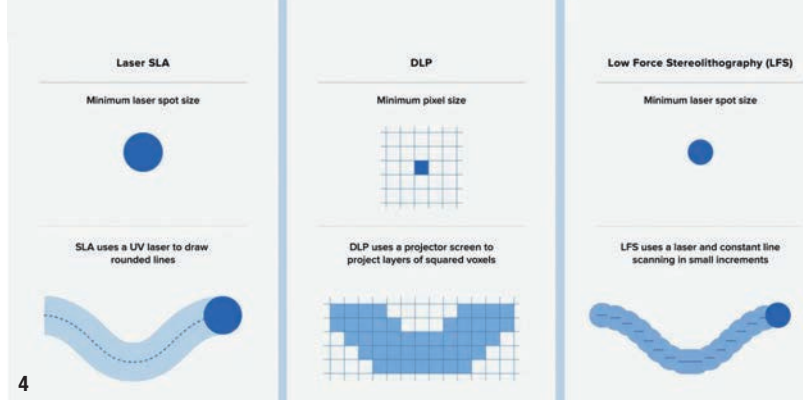 Laser SLA
Minimum laser spot size
SLA uses a UV laser to draw
rounded lines
DLP
Minimum pixel size
DLP uses a projector screen to
project layers of squared voxels
Low Force Stereolithography (LFS)
Minimum laser spot size
LFS uses a laser and constant line
scanning in small increments
4